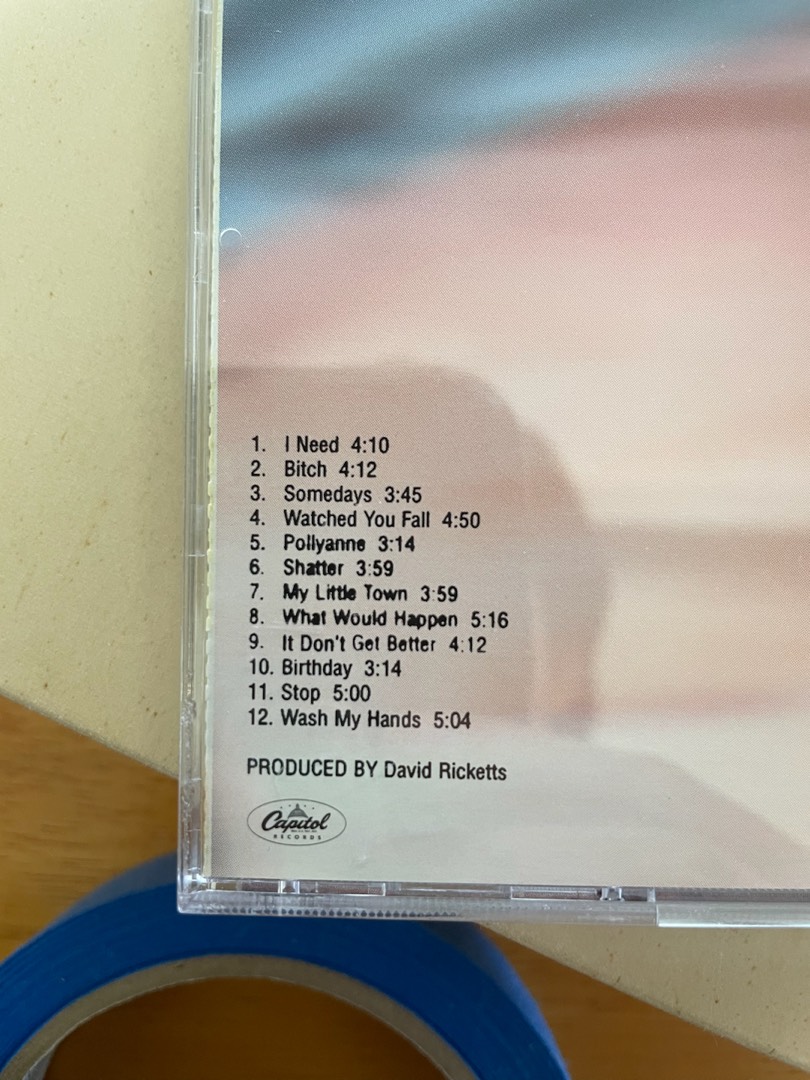 1. I Need 4:10
2. Bitch 4:12
3. Somedays 3:45
4. Watched You Fall 4:50
5. Pollyanne 3:14
6. Shatter 3:59
7. My Little Town 3:59
8. What Would Happen 5:16
9. It Don't Get Better 4:12
10. Birthday 3:14
11. Stop 5:00
12. Wash My Hands 5:04
PRODUCED BY David Ricketts
Capitol
RECORDS